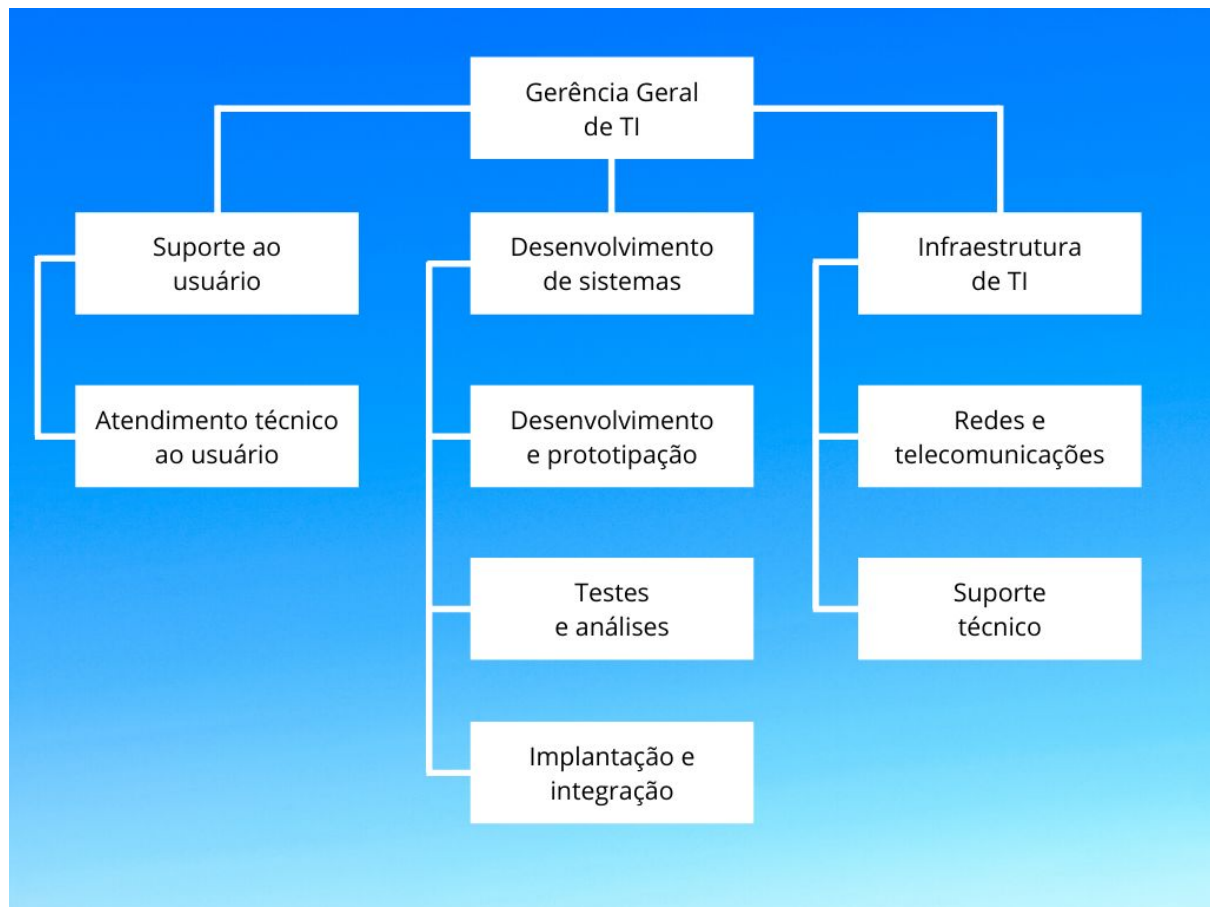 Gerência Geral
de TI
Suporte ao
usuário
Desenvolvimento
de sistemas
Infraestrutura
de TI
Atendimento técnico
ao usuário
Desenvolvimento
e prototipação
Redes e
telecomunicações
Testes
e análises
Suporte
técnico
Implantação e
integração